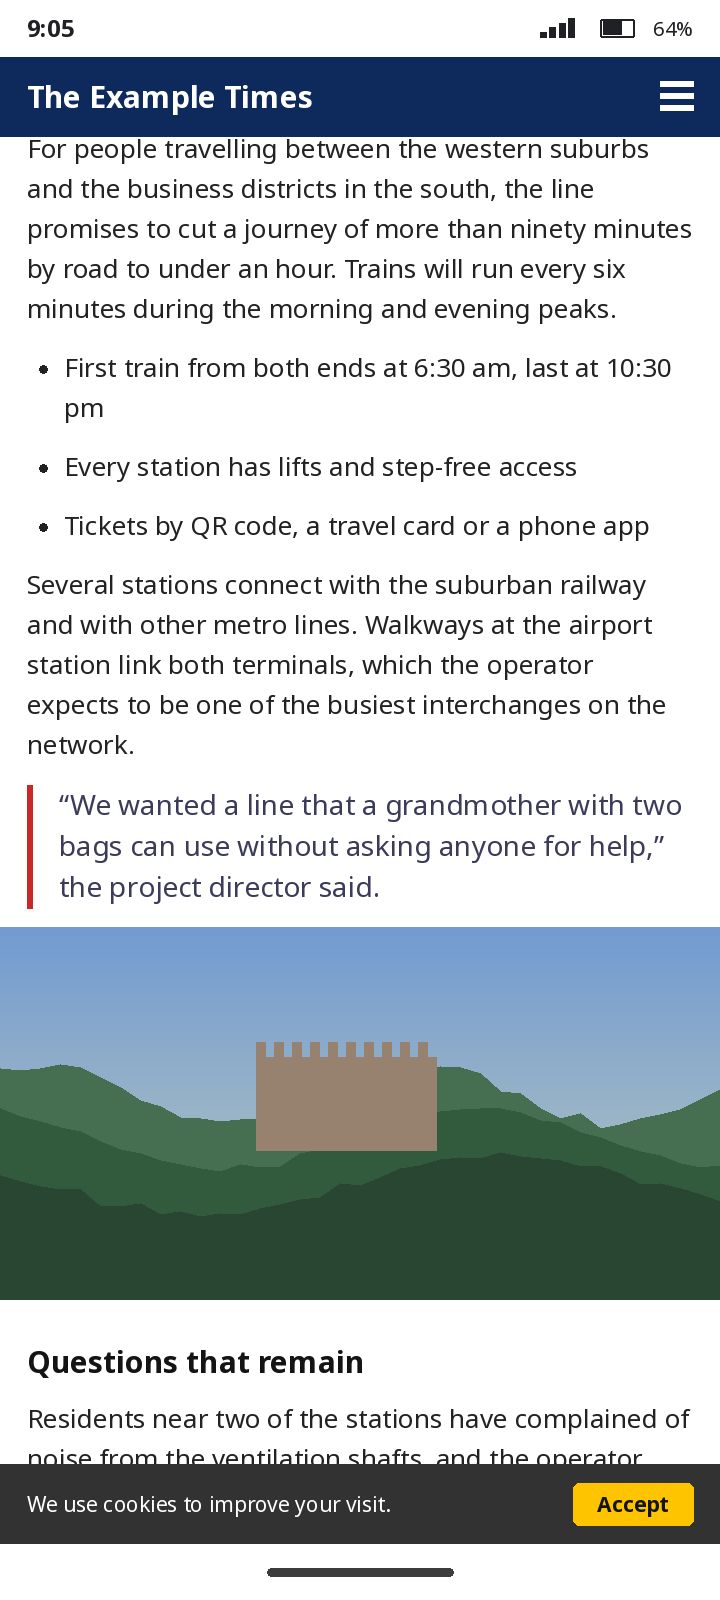 9:05
64%
The Example Times
For people travelling between the western suburbs
and the business districts in the south, the line
promises to cut a journey of more than ninety minutes
by road to under an hour. Trains will run every six
minutes during the morning and evening peaks.
• First train from both ends at 6:30 am, last at 10:30
pm
• Every station has lifts and step-free access
• Tickets by QR code, a travel card or a phone app
Several stations connect with the suburban railway
and with other metro lines. Walkways at the airport
station link both terminals, which the operator
expects to be one of the busiest interchanges on the
network.
“We wanted a line that a grandmother with two
bags can use without asking anyone for help,”
the project director said.
Questions that remain
Residents near two of the stations have complained of
noise from the ventilation shafts, and the operator
We use cookies to improve your visit.
Accept